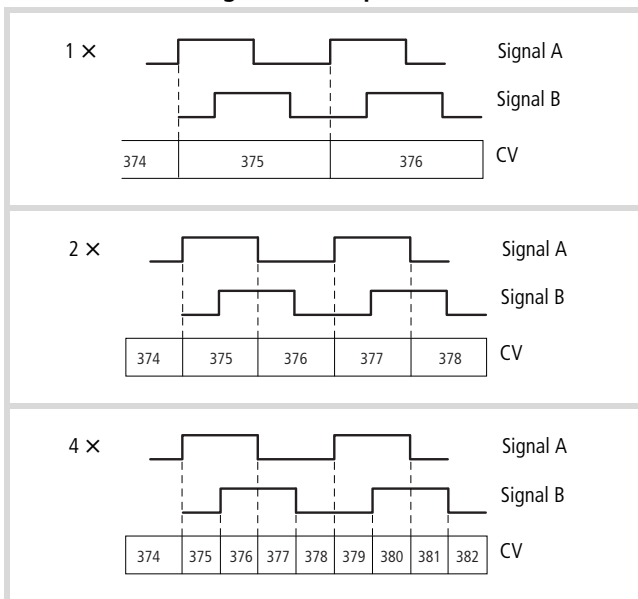 1 × Signal A
Signal B
374 375 376 CV
2 × Signal A
Signal B
374 375 376 377 378 CV
4 × Signal A
Signal B
374 375 376 377 378 379 380 381 382 CV